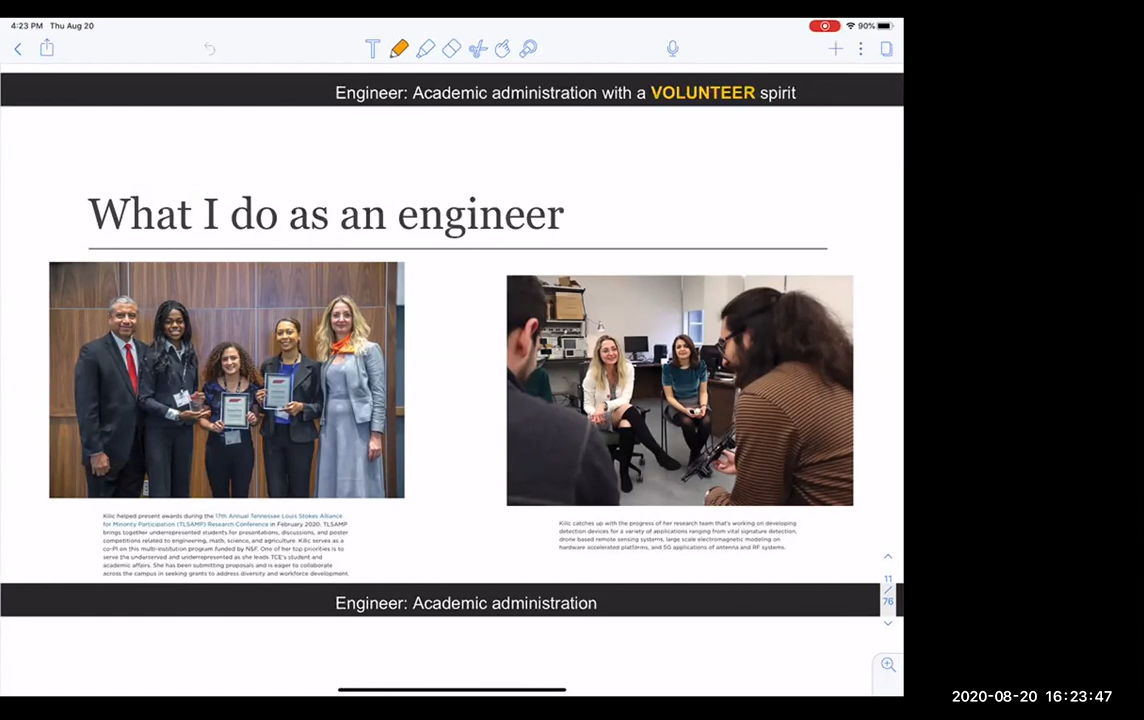 4:23 PM Thu Aug 20
90%
Engineer: Academic administration with a VOLUNTEER spirit
What I do as an engineer
Kilic helped present awards during the 17th Annual Tennessee Louis Stokes Alliance
for Minority Participation (TLSAMP) Research Conference in February 2020. TLSAMP
brings together underrepresented students for presentations, discussions, and poster
competitions related to engineering, math, science, and agriculture. Kilic serves as a
co-PI on this multi-institution program funded by NSF. One of her top priorities is to
serve the underserved and underrepresented as she leads TCE's student and
academic affairs. She has been submitting proposals and is eager to collaborate
across the campus in seeking grants to address diversity and workforce development.
Kilic catches up with the progress of her research team that's working on developing
detection devices for a variety of applications ranging from vital signature detection,
drone based remote sensing systems, large scale electromagnetic modeling on
hardware accelerated platforms, and 5G applications of antenna and RF systems.
11
/
76
Engineer: Academic administration
2020-08-20 16:23:47